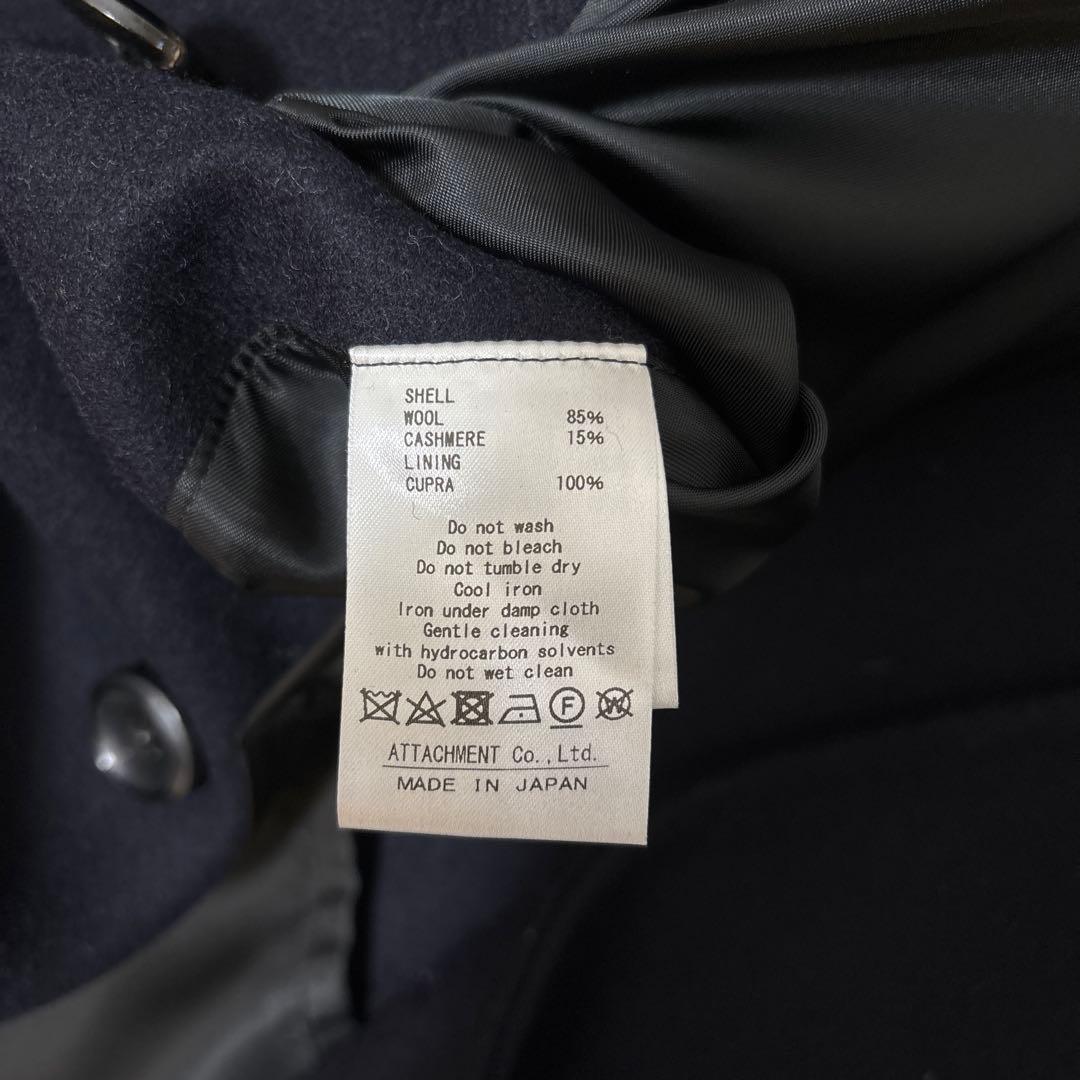 SHELL
WOOL 85%
CASHMERE 15%
LINING
CUPRA 100%
Do not wash
Do not bleach
Do not tumble dry
Cool iron
Iron under damp cloth
Gentle cleaning
with hydrocarbon solvents
Do not wet clean
F W
ATTACHMENT Co.,Ltd.
MADE IN JAPAN